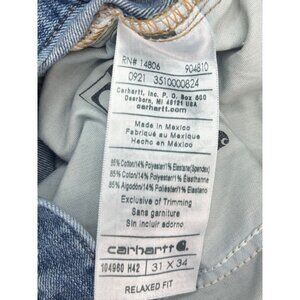 RN# 14806 904810
0921 3510000824
Carhartt, Inc. P.O. Box 600
Dearborn, MI 48121 USA
carhartt.com
Made in Mexico
Fabriqué au Mexique
Hecho en México
85% Cotton/14% Polyester/1% Elastane(Spandex)
85% Coton/14% Polyester/1% Élasthanne
85% Algodón/14% Poliéster/1% Elastano
Exclusive of Trimming
Sans garniture
Sin incluir adorno
carhartt
104960 H42 31 X 34
RELAXED FIT